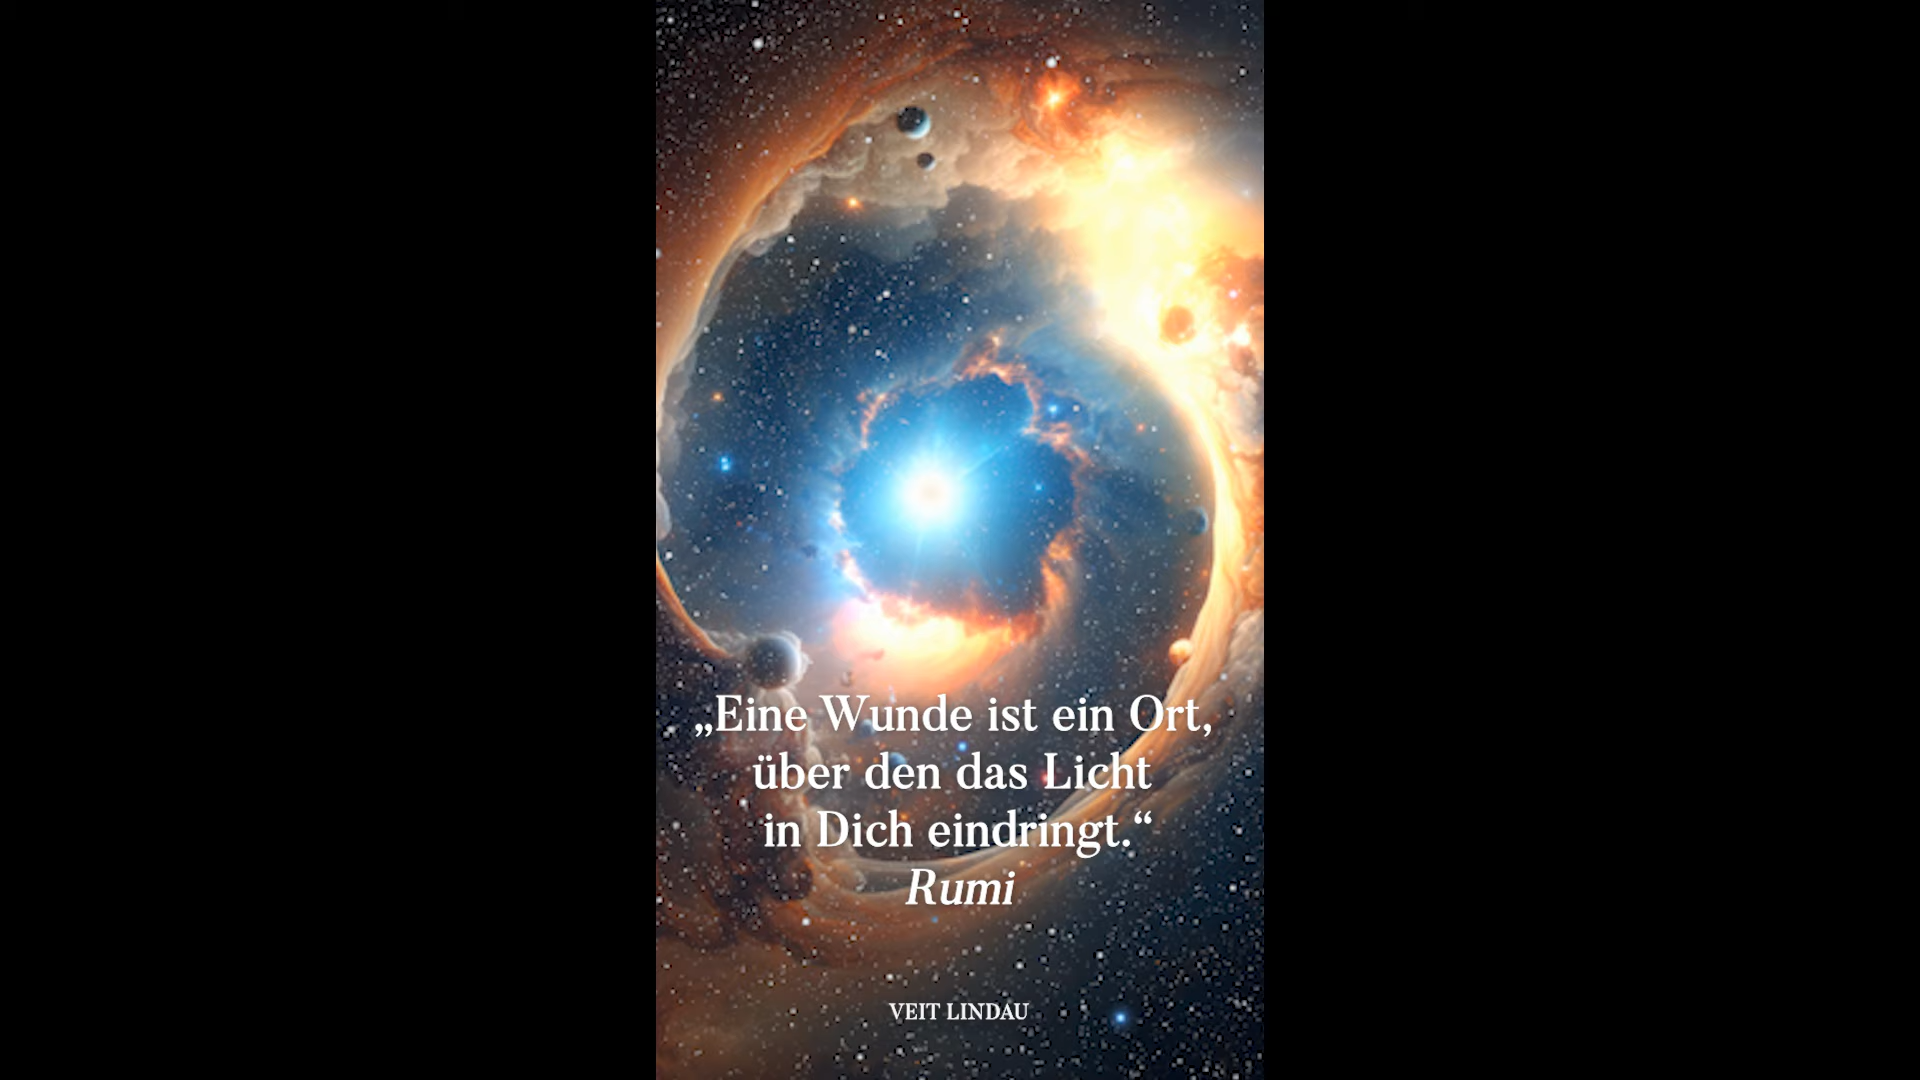 „Eine Wunde ist ein Ort,
über den das Licht
in Dich eindringt.“
Rumi
VEIT LINDAU